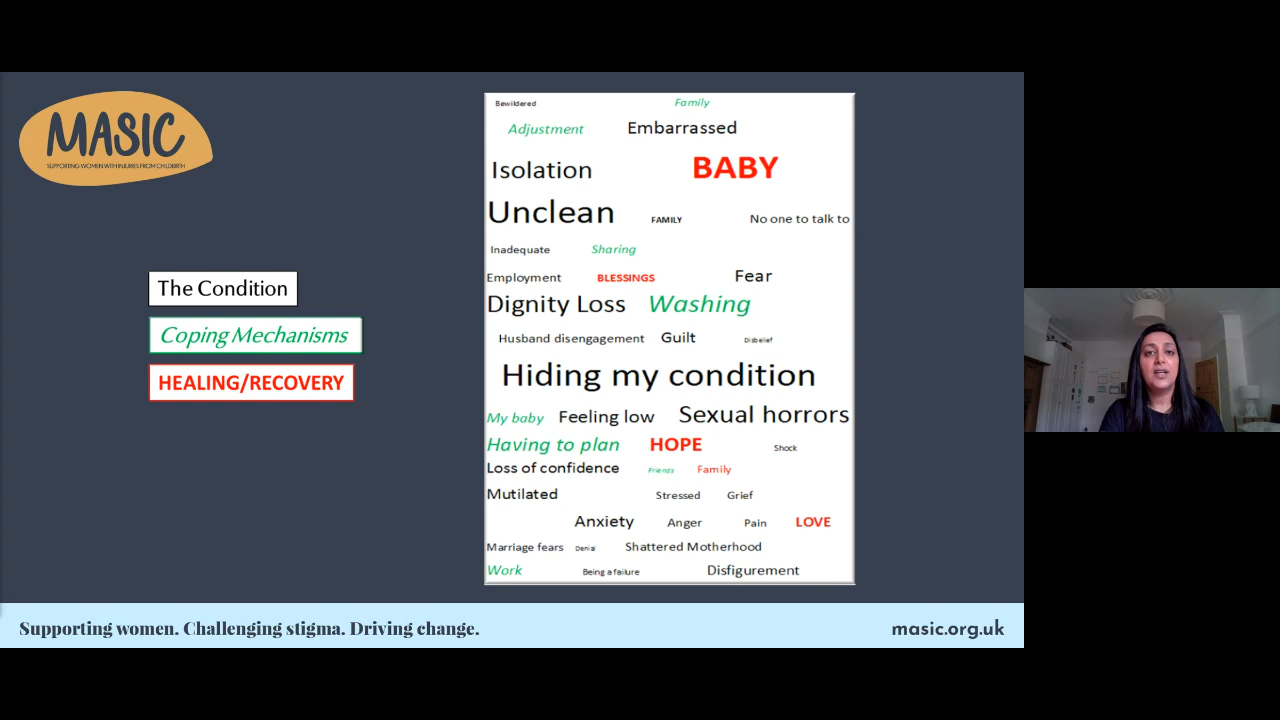 MASIC
SUPPORTING WOMEN WITH INJURIES FROM CHILDBIRTH
The Condition
Coping Mechanisms
HEALING/RECOVERY
Bewildered Family
Adjustment Embarrassed
Isolation BABY
Unclean FAMILY No one to talk to
Inadequate Sharing
Employment BLESSINGS Fear
Dignity Loss Washing
Husband disengagement Guilt Disbelief
Hiding my condition
My baby Feeling low Sexual horrors
Having to plan HOPE Shock
Loss of confidence Friends Family
Mutilated Stressed Grief
Anxiety Anger Pain LOVE
Marriage fears Denial Shattered Motherhood
Work Being a failure Disfigurement
Supporting women. Challenging stigma. Driving change.
masic.org.uk